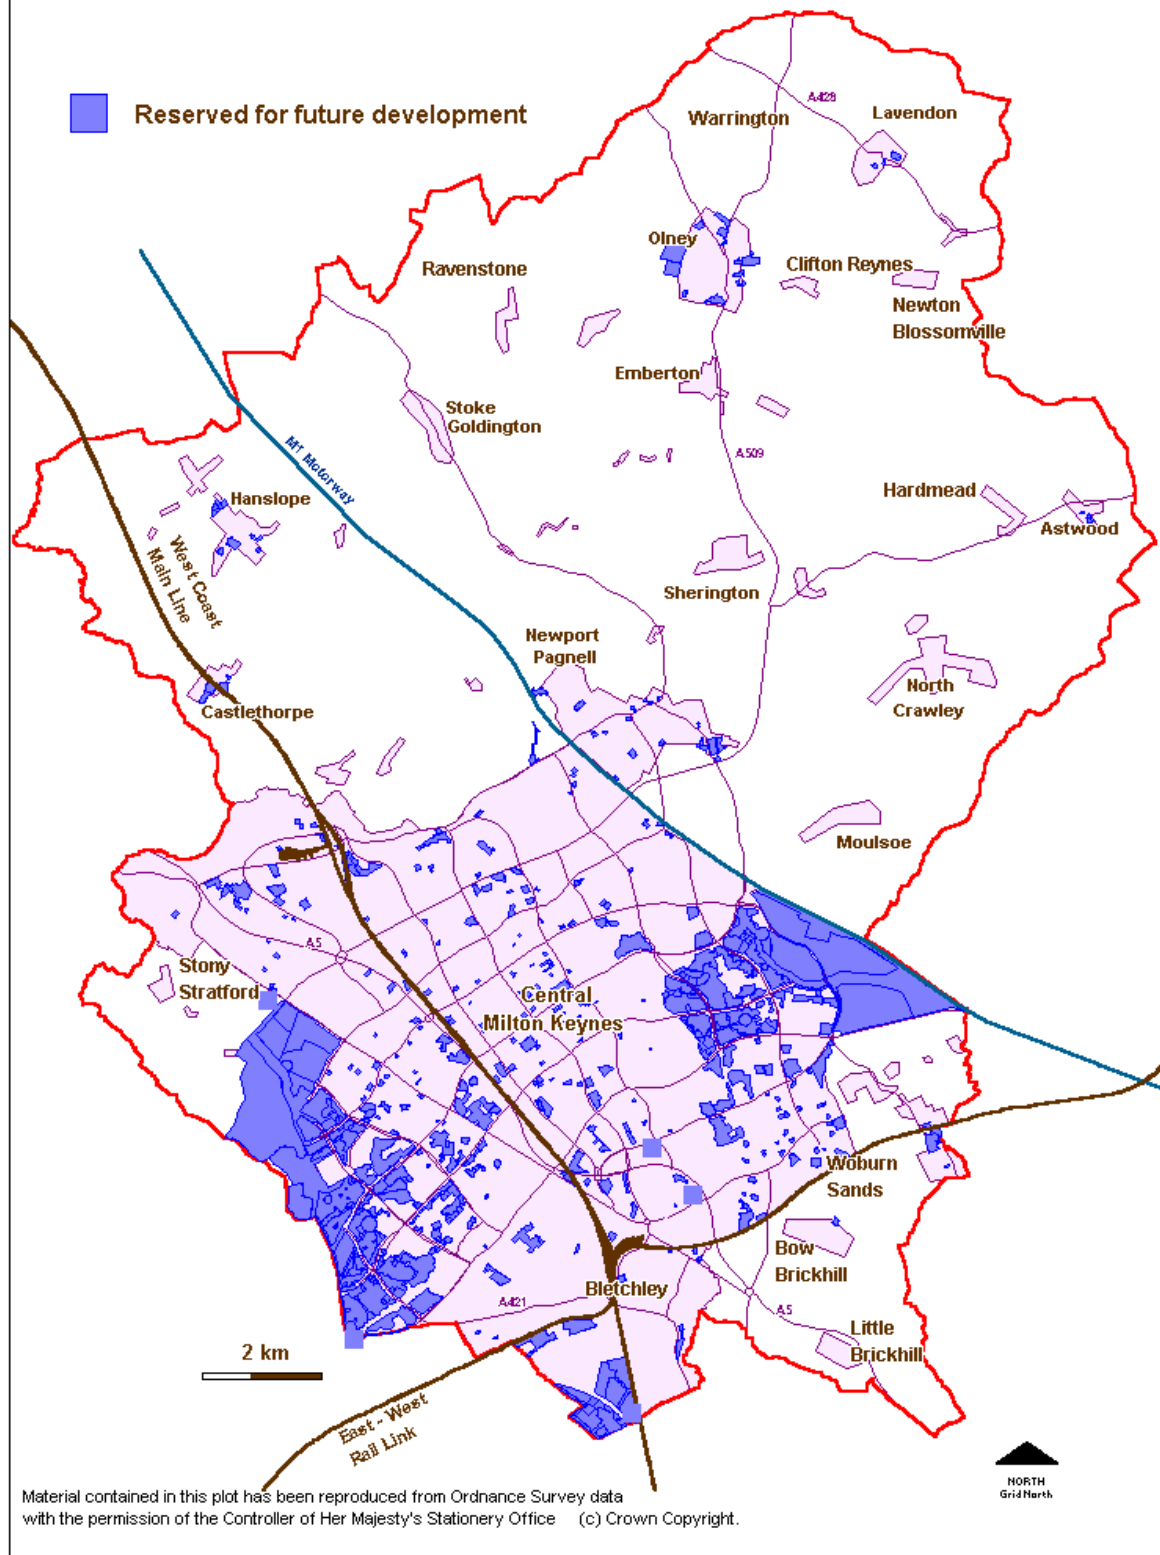 Reserved for future development
A428
Warrington
Lavendon
Olney
Ravenstone
Clifton Reynes
Newton
Blossomville
Emberton
Stoke
Goldington
A509
M1 Motorway
Hanslope
Hardmead
Astwood
West Coast
Main Line
Sherington
Newport
Pagnell
North
Crawley
Castlethorpe
Moulsoe
A5
Stony
Stratford
Central
Milton Keynes
Woburn
Sands
Bow
Brickhill
Bletchley
A421
A5
Little
Brickhill
2 km
East - West
Rail Link
NORTH
Grid North
Material contained in this plot has been reproduced from Ordnance Survey data
with the permission of the Controller of Her Majesty's Stationery Office (c) Crown Copyright.